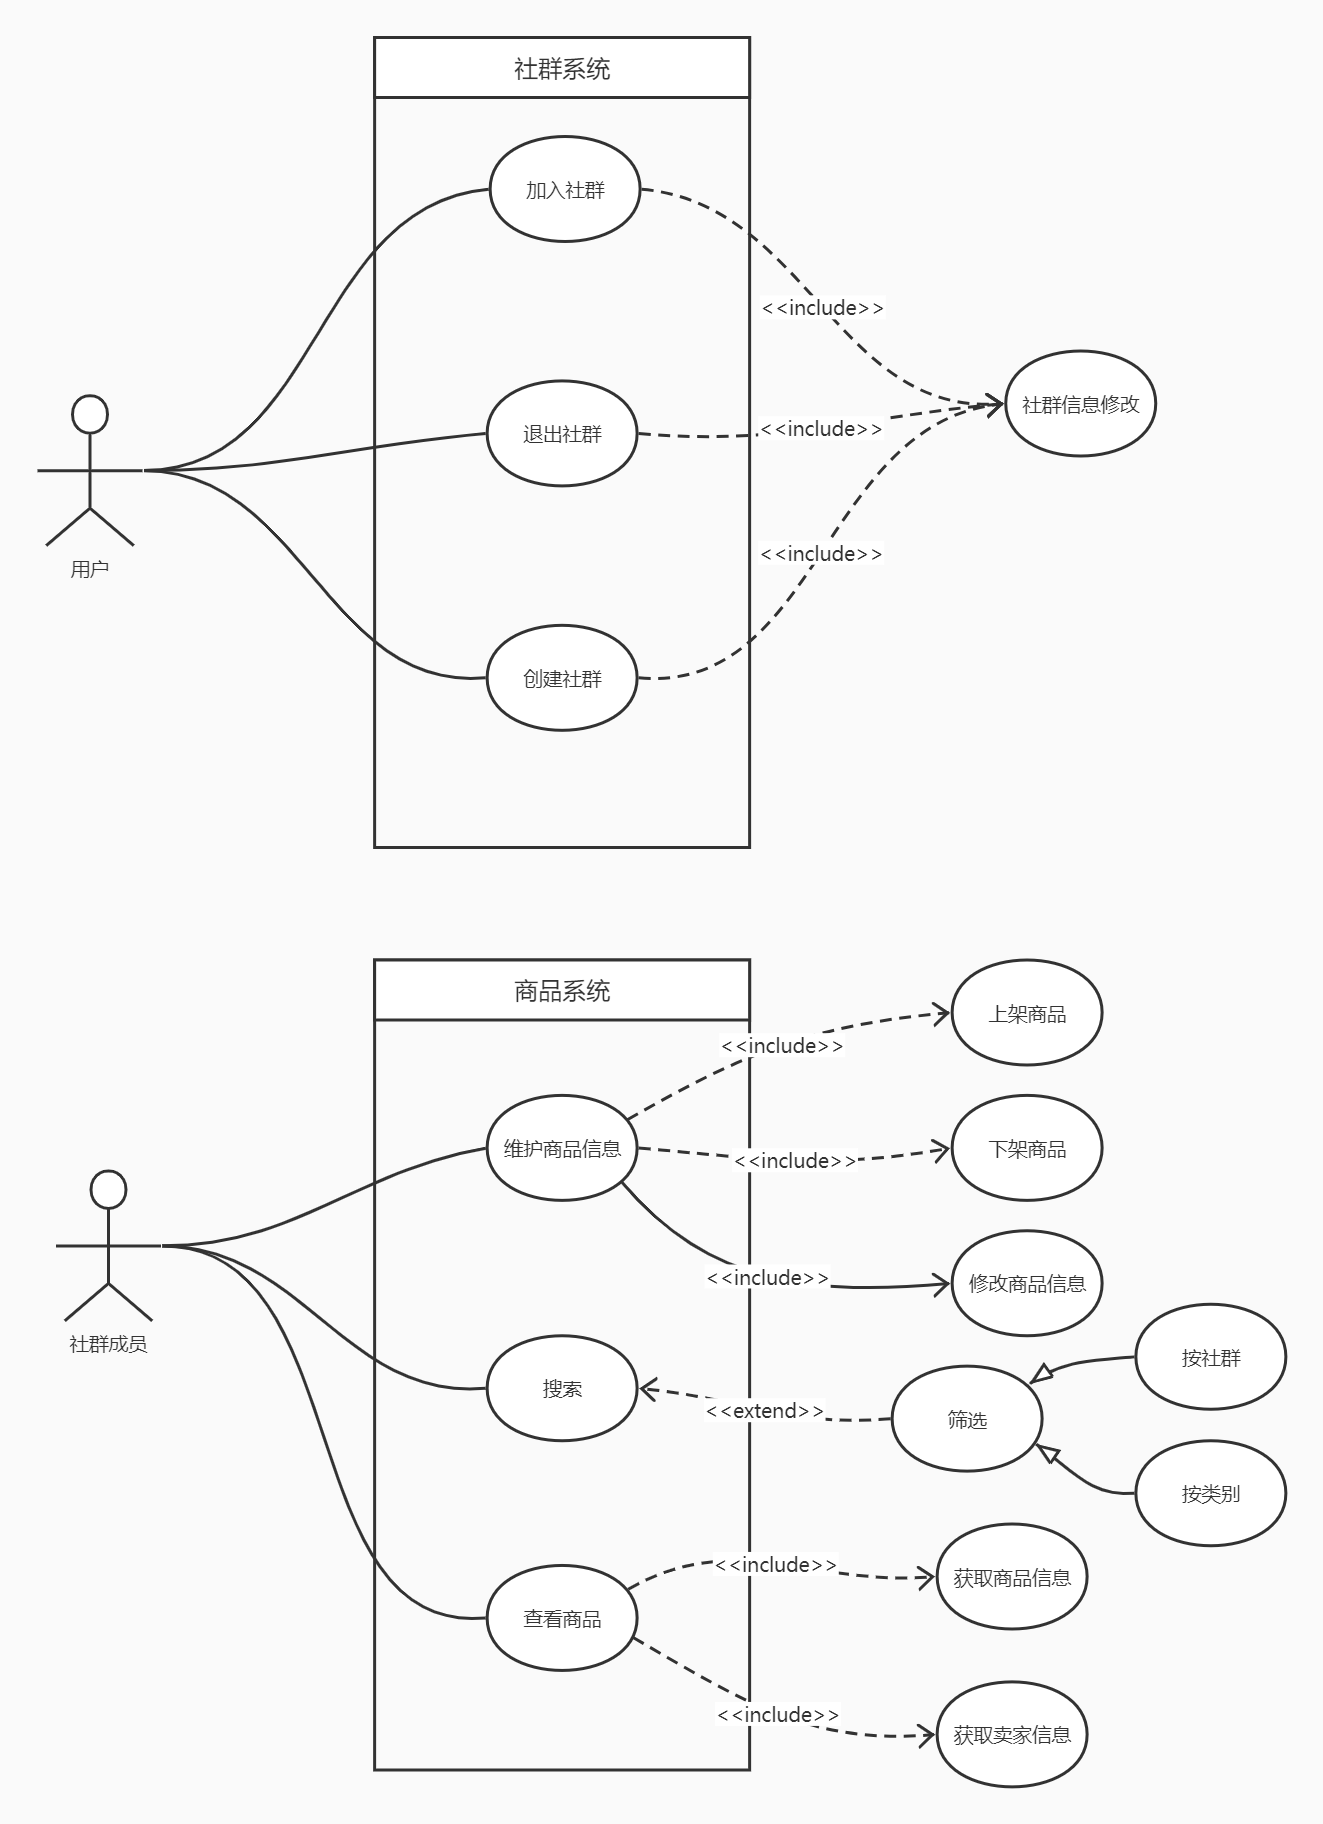 社群系统
加入社群
<<include>>
社群信息修改
退出社群
<<include>>
<<include>>
用户
创建社群
商品系统
上架商品
<<include>>
维护商品信息
下架商品
<<include>>
<<include>>
修改商品信息
社群成员
按社群
搜索
<<extend>>
筛选
按类别
<<include>>
获取商品信息
查看商品
<<include>>
获取卖家信息